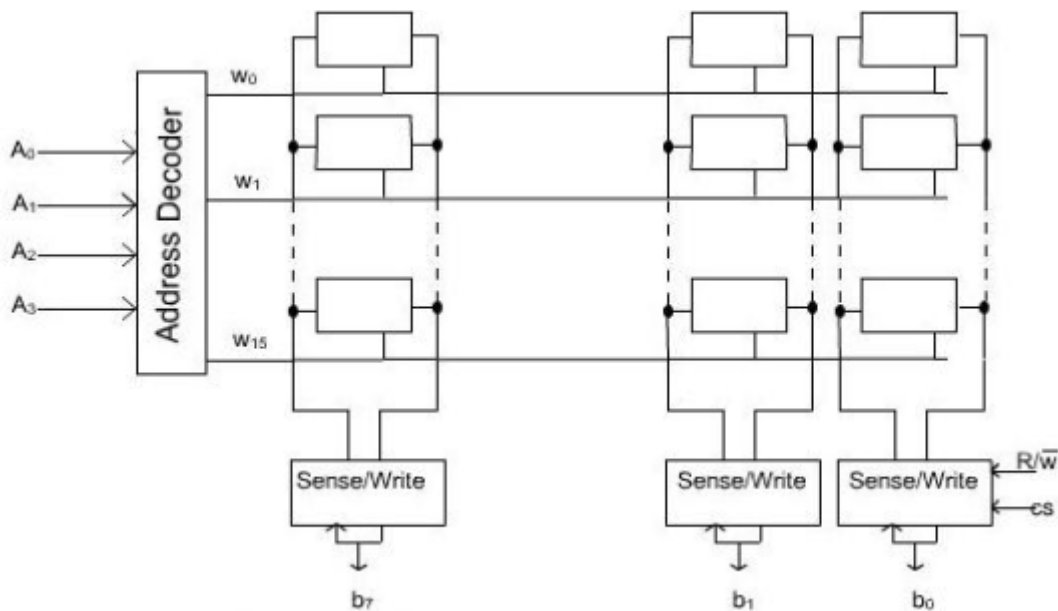 w₀
A₀
A₁
A₂
A₃
Address Decoder
w₁
w₁₅
Sense/Write
Sense/Write
Sense/Write
R/w̅
cs
b₇
b₁
b₀